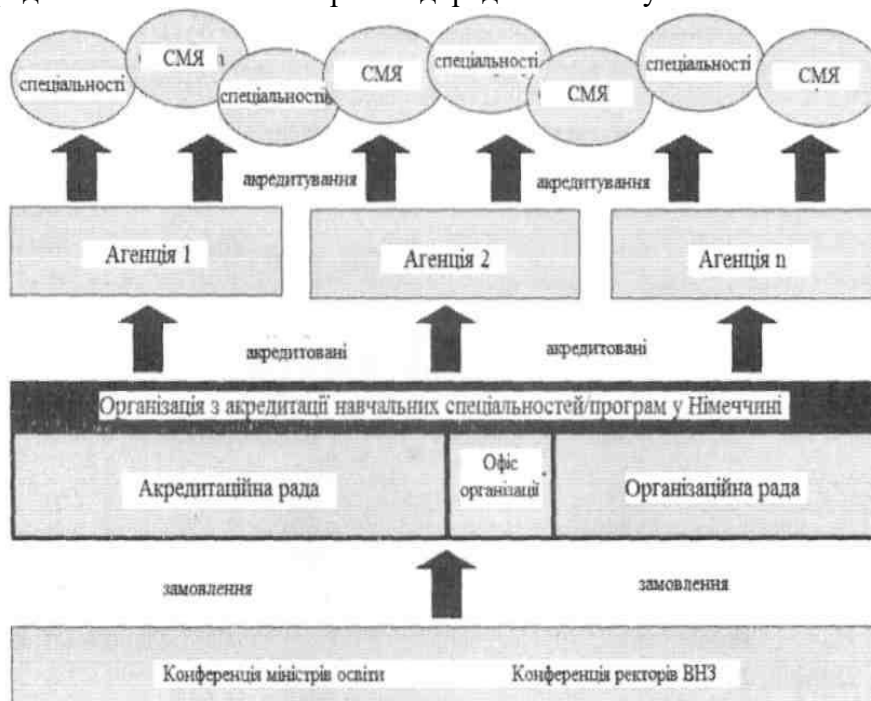 спеціальності
СМЯ
спеціальності
СМЯ
спеціальності
СМЯ
спеціальності
СМЯ
акредитування
акредитування
Агенція 1
Агенція 2
Агенція n
акредитовані
акредитовані
Організація з акредитації навчальних спеціальностей/програм у Німеччині
Акредитаційна рада
Офіс
організації
Організаційна рада
замовлення
замовлення
Конференція міністрів освіти
Конференція ректорів ВНЗ